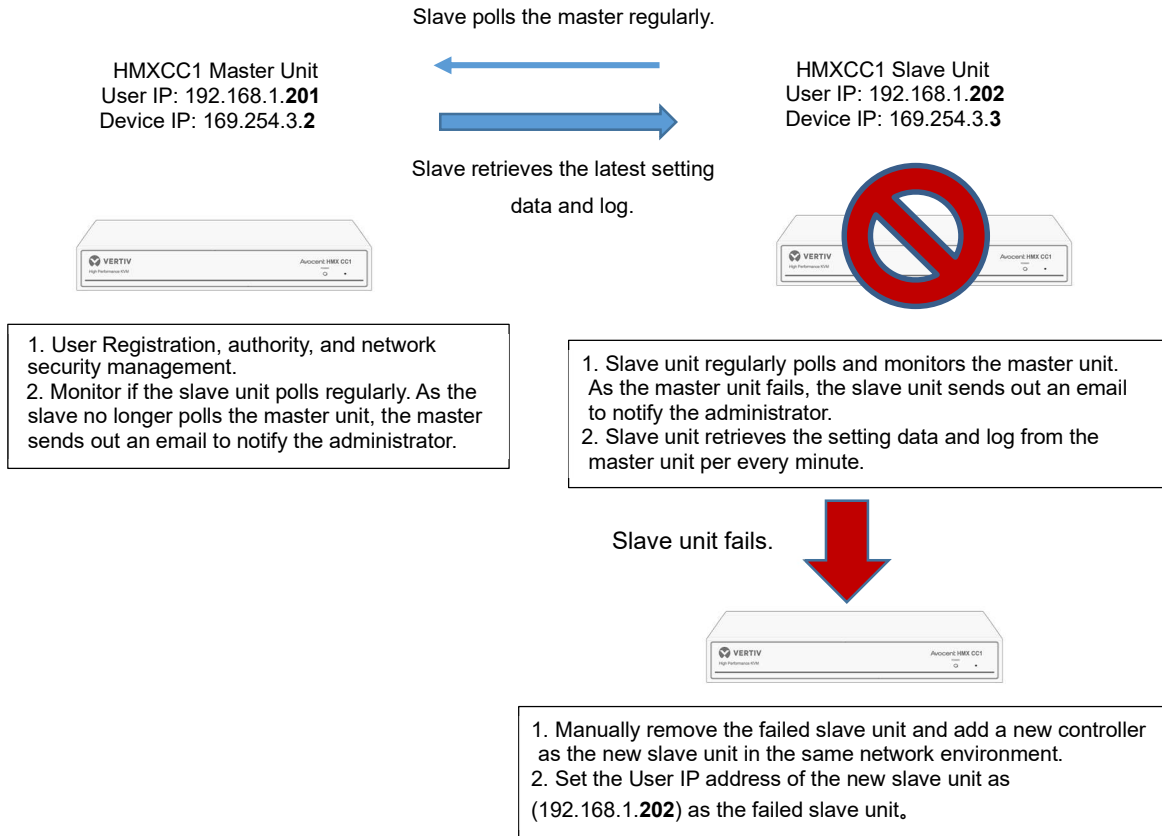 Slave polls the master regularly.
HMXCC1 Master Unit
User IP: 192.168.1.201
Device IP: 169.254.3.2
HMXCC1 Slave Unit
User IP: 192.168.1.202
Device IP: 169.254.3.3
Slave retrieves the latest setting
data and log.
VERTIV
High Performance KVM
Avocent HMX CC1
VERTIV
High Performance KVM
Avocent HMX CC1
1. User Registration, authority, and network
security management.
2. Monitor if the slave unit polls regularly. As the
slave no longer polls the master unit, the master
sends out an email to notify the administrator.
1. Slave unit regularly polls and monitors the master unit.
As the master unit fails, the slave unit sends out an email
to notify the administrator.
2. Slave unit retrieves the setting data and log from the
master unit per every minute.
Slave unit fails.
VERTIV
High Performance KVM
Avocent HMX CC1
1. Manually remove the failed slave unit and add a new controller
as the new slave unit in the same network environment.
2. Set the User IP address of the new slave unit as
(192.168.1.202) as the failed slave unit。